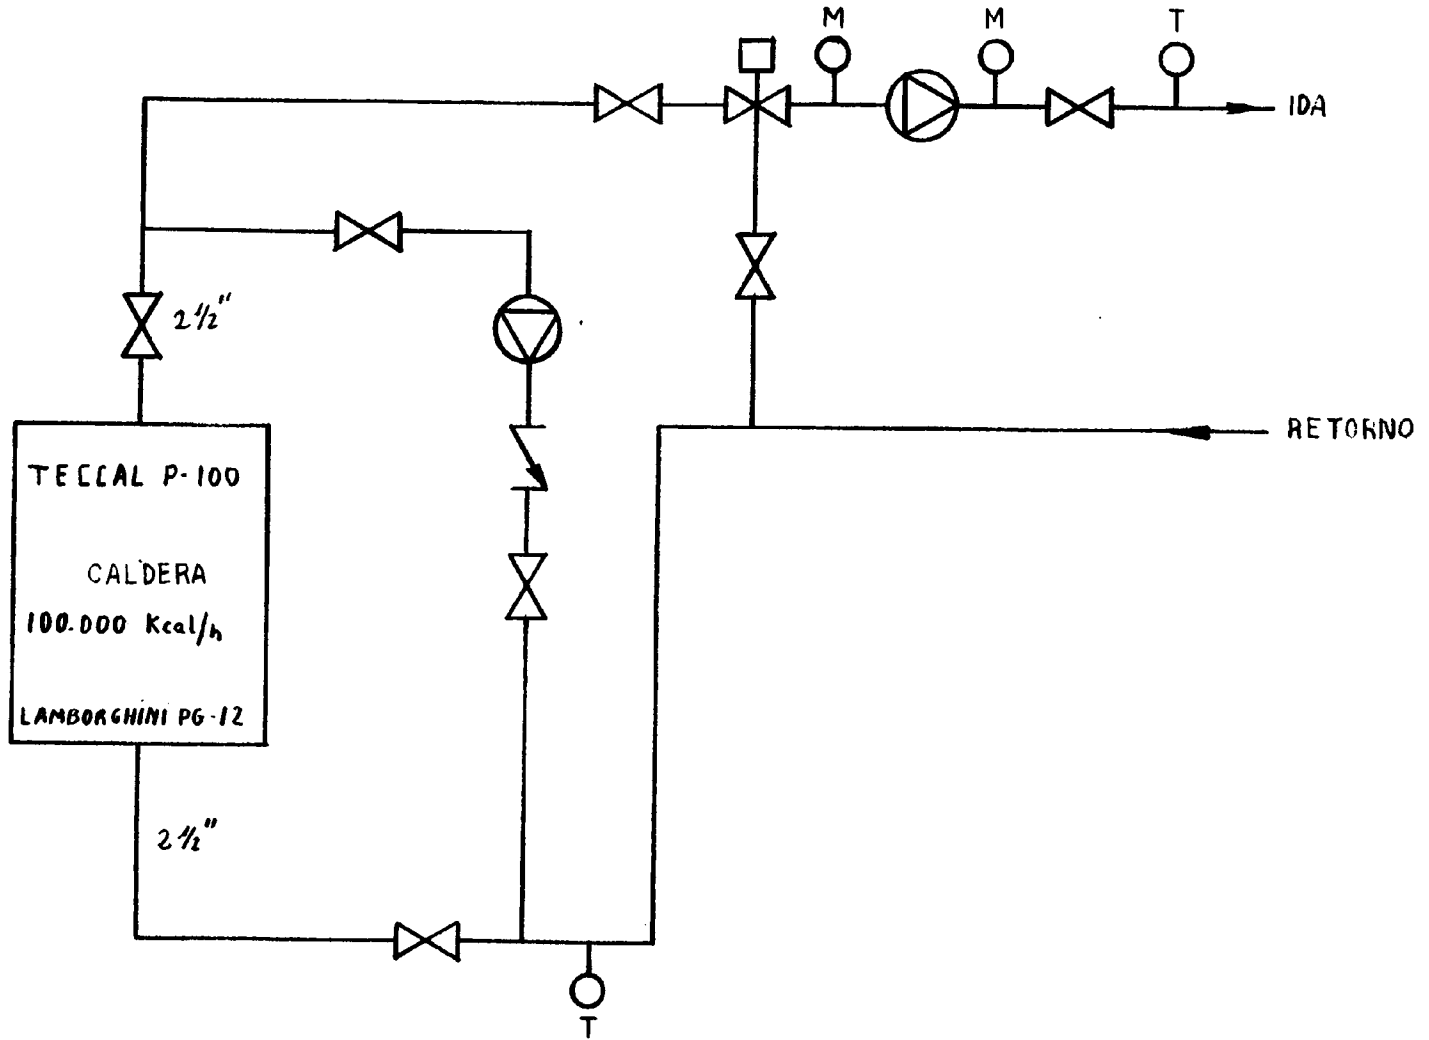 M
M
T
IDA
2 1/2"
RETORNO
TECCAL P-100
CALDERA
100.000 Kcal/h
LAMBORGHINI PG-12
2 1/2"
T